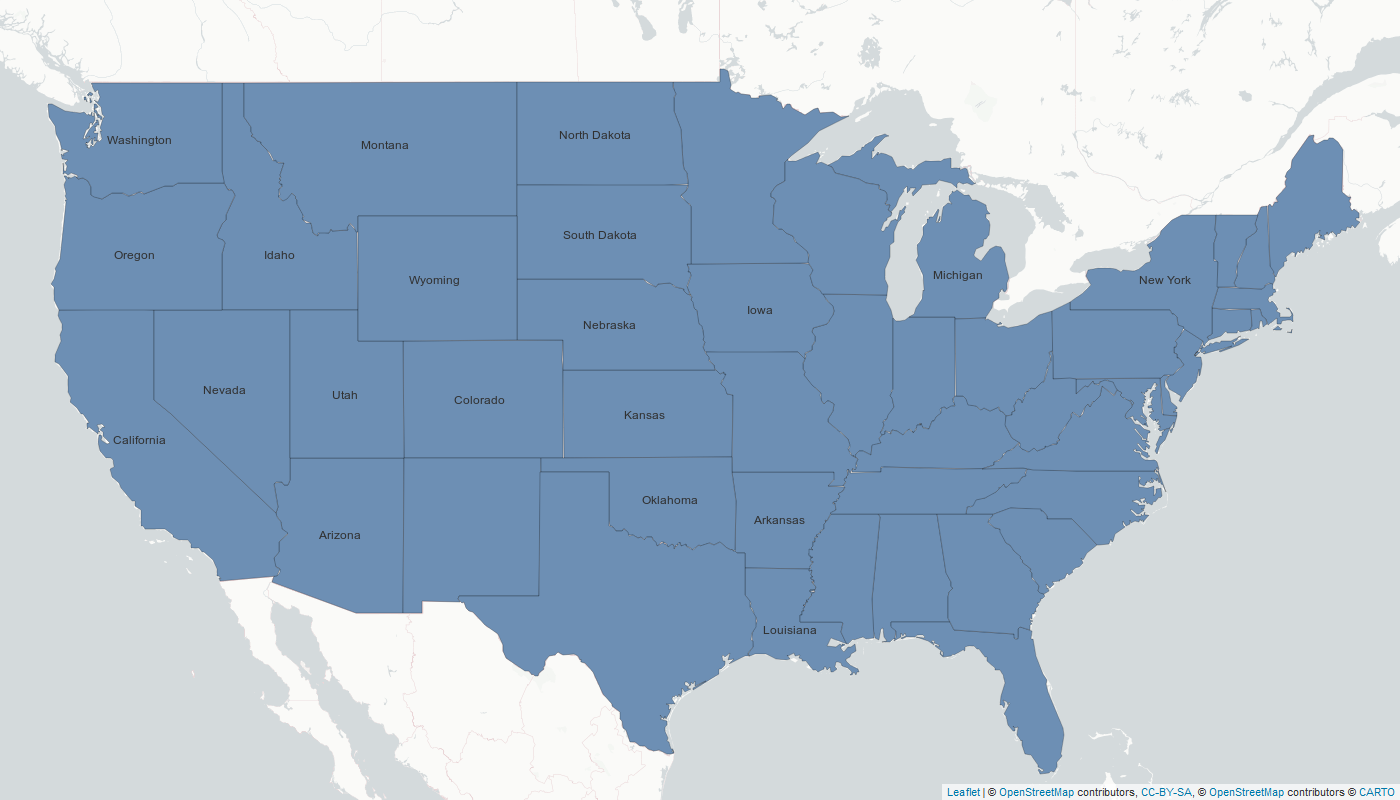 North Dakota
Washington
Montana
South Dakota
Oregon
Idaho
Michigan
Wyoming
New York
Iowa
Nebraska
Nevada
Utah
Colorado
Kansas
California
Oklahoma
Arkansas
Arizona
Louisiana
Leaflet | © OpenStreetMap contributors, CC-BY-SA, © OpenStreetMap contributors © CARTO